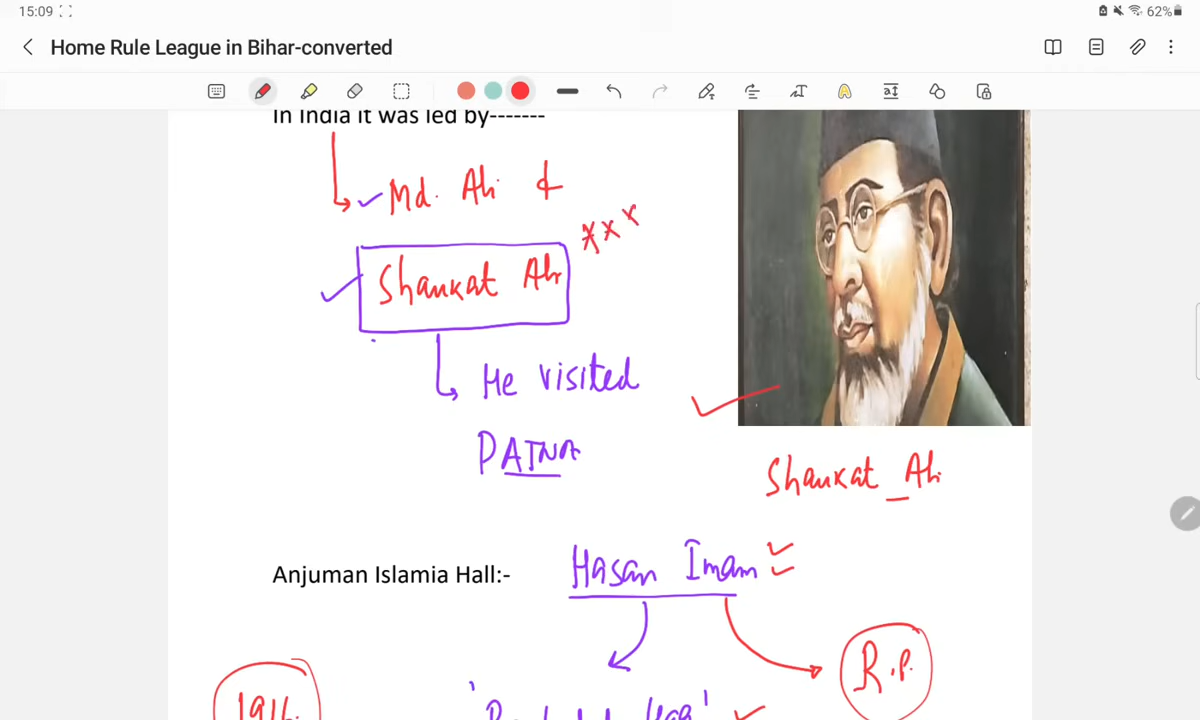 15:09 62%
Home Rule League in Bihar-converted
In India it was led by-------
Md. Ali &
Shaukat Ali
He visited
PATNA
Shaukat Ali
Anjuman Islamia Hall:- Hasan Imam
R.P.
1916.